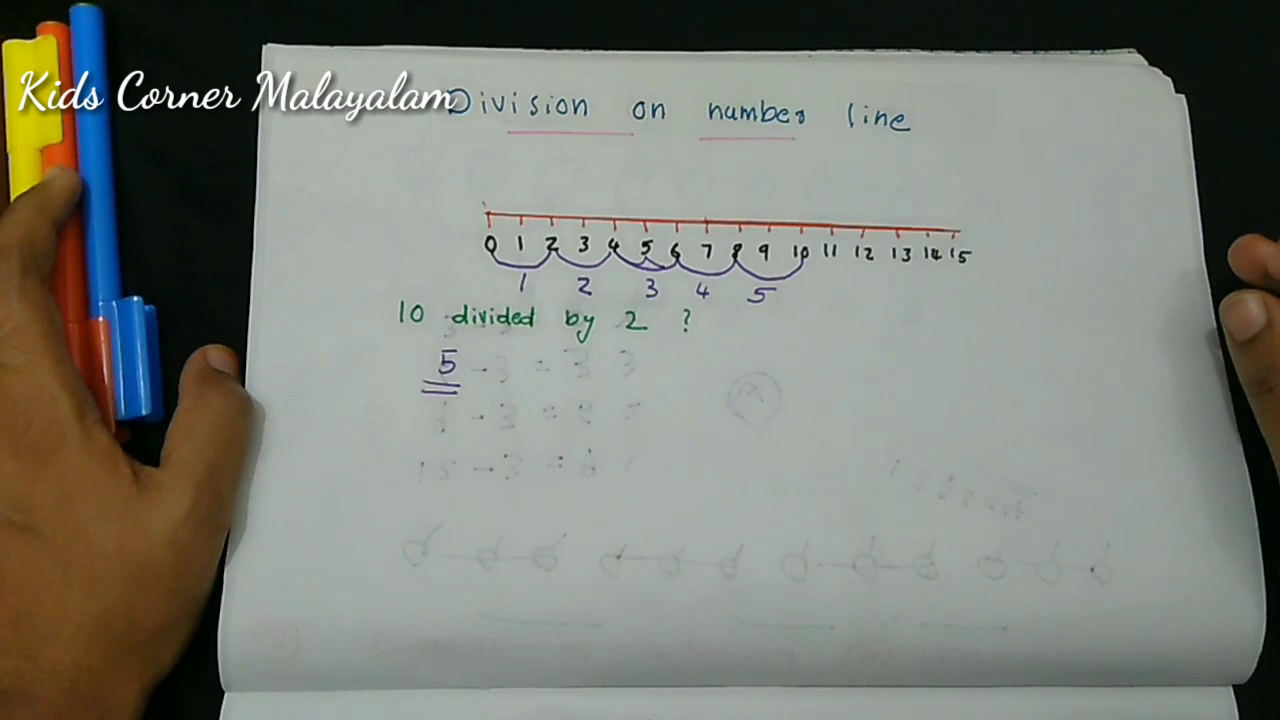 Kids Corner Malayalam
Division on number line
0 1 2 3 4 5 6 7 8 9 10 11 12 13 14 15
1 2 3 4 5
10 divided by 2 ?
5